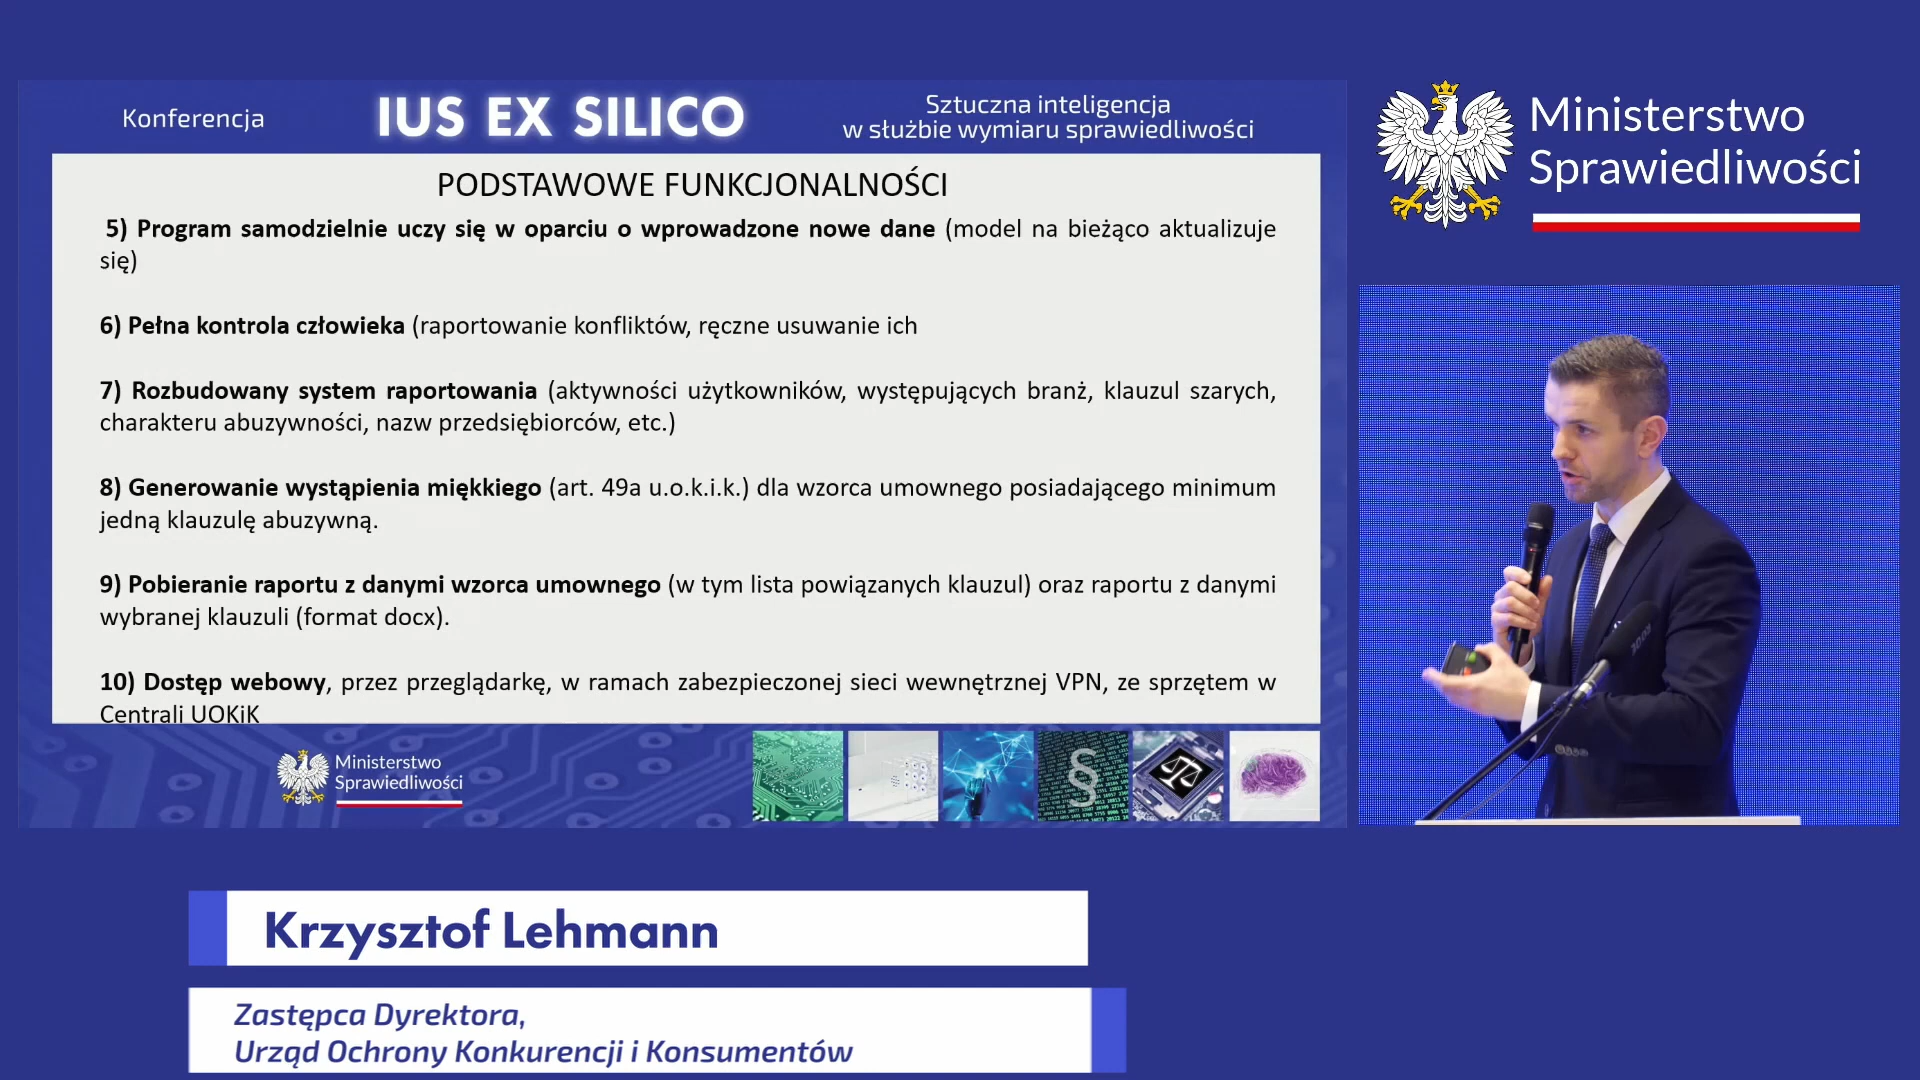 Konferencja
IUS EX SILICO
Sztuczna inteligencja
w służbie wymiaru sprawiedliwości
PODSTAWOWE FUNKCJONALNOŚCI
5) Program samodzielnie uczy się w oparciu o wprowadzone nowe dane (model na bieżąco aktualizuje
się)
6) Pełna kontrola człowieka (raportowanie konfliktów, ręczne usuwanie ich
7) Rozbudowany system raportowania (aktywności użytkowników, występujących branż, klauzul szarych,
charakteru abuzywności, nazw przedsiębiorców, etc.)
8) Generowanie wystąpienia miękkiego (art. 49a u.o.k.i.k.) dla wzorca umownego posiadającego minimum
jedną klauzulę abuzywną.
9) Pobieranie raportu z danymi wzorca umownego (w tym lista powiązanych klauzul) oraz raportu z danymi
wybranej klauzuli (format docx).
10) Dostęp webowy, przez przeglądarkę, w ramach zabezpieczonej sieci wewnętrznej VPN, ze sprzętem w
Centrali UOKiK
Ministerstwo
Sprawiedliwości
§
Ministerstwo
Sprawiedliwości
Krzysztof Lehmann
Zastępca Dyrektora,
Urząd Ochrony Konkurencji i Konsumentów